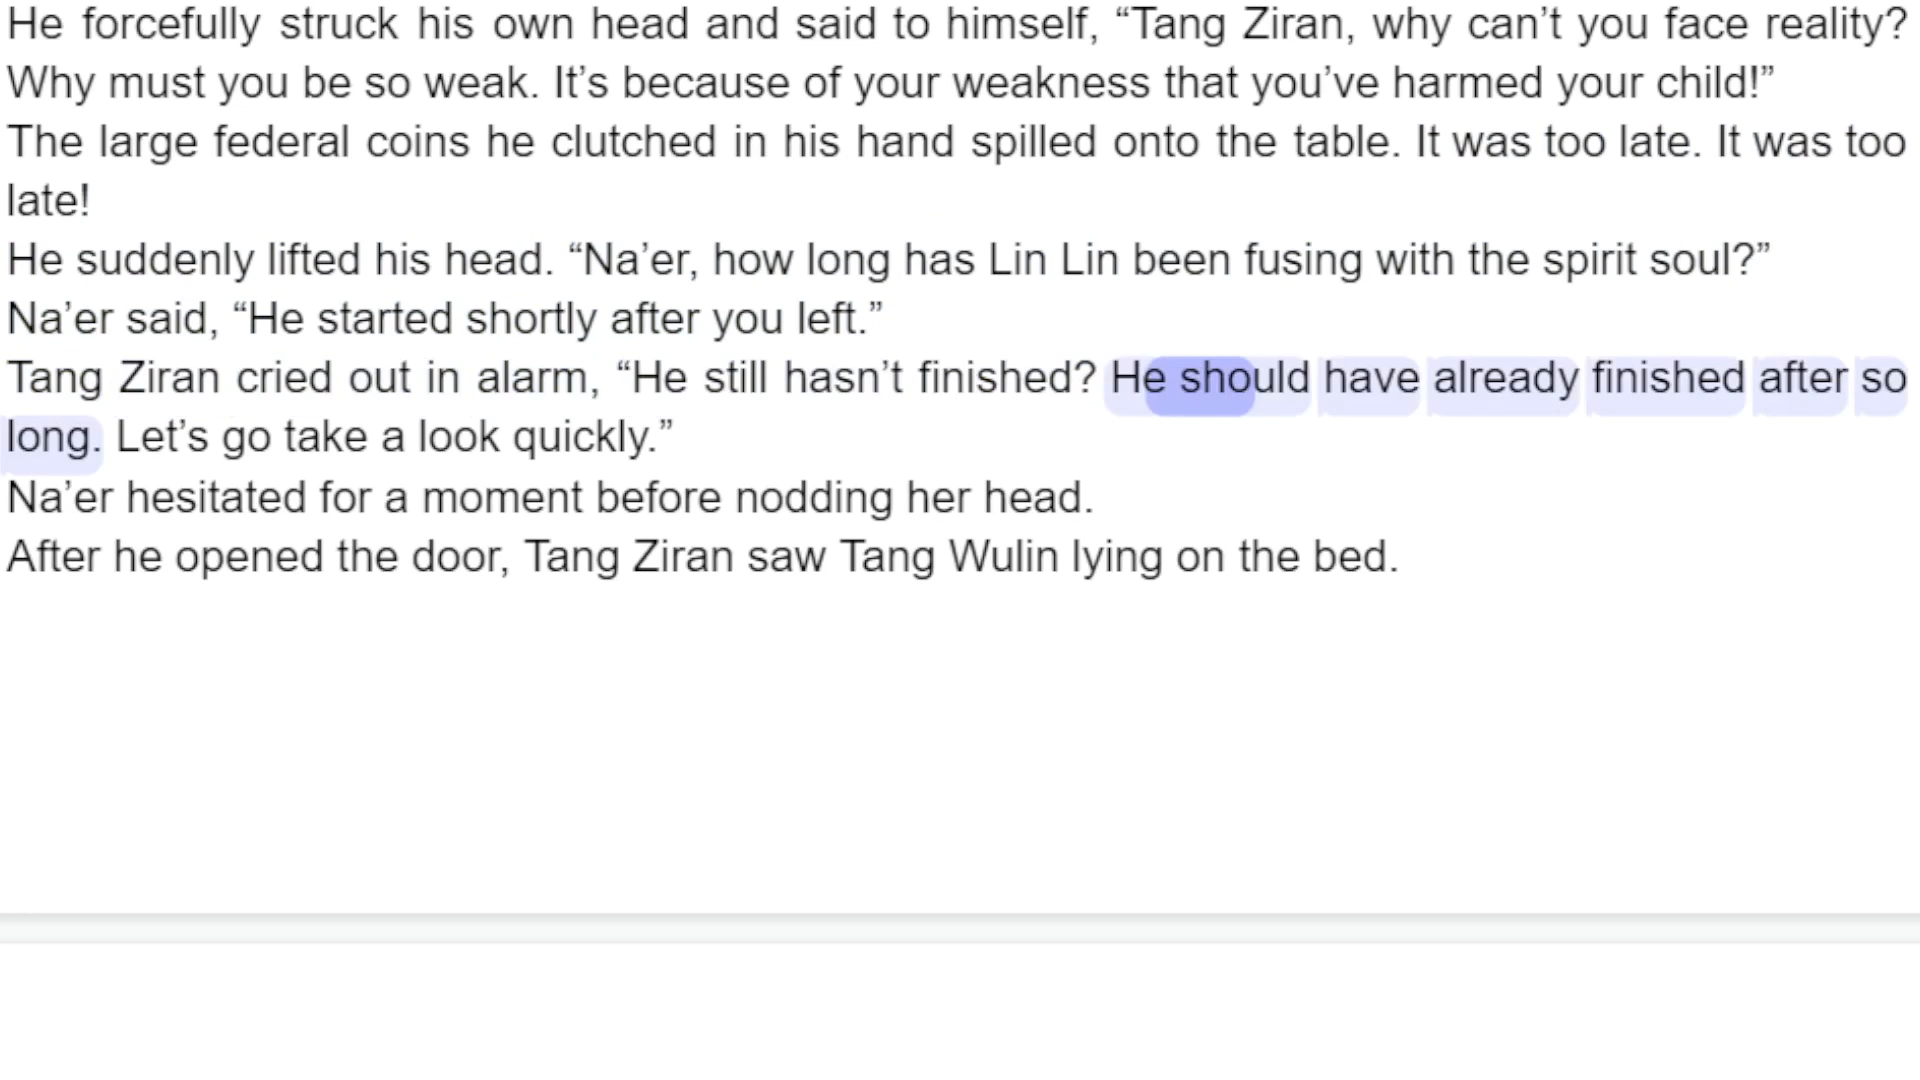 He forcefully struck his own head and said to himself, “Tang Ziran, why can’t you face reality?
Why must you be so weak. It’s because of your weakness that you’ve harmed your child!”
The large federal coins he clutched in his hand spilled onto the table. It was too late. It was too
late!
He suddenly lifted his head. “Na’er, how long has Lin Lin been fusing with the spirit soul?”
Na’er said, “He started shortly after you left.”
Tang Ziran cried out in alarm, “He still hasn’t finished? He should have already finished after so
long. Let’s go take a look quickly.”
Na’er hesitated for a moment before nodding her head.
After he opened the door, Tang Ziran saw Tang Wulin lying on the bed.